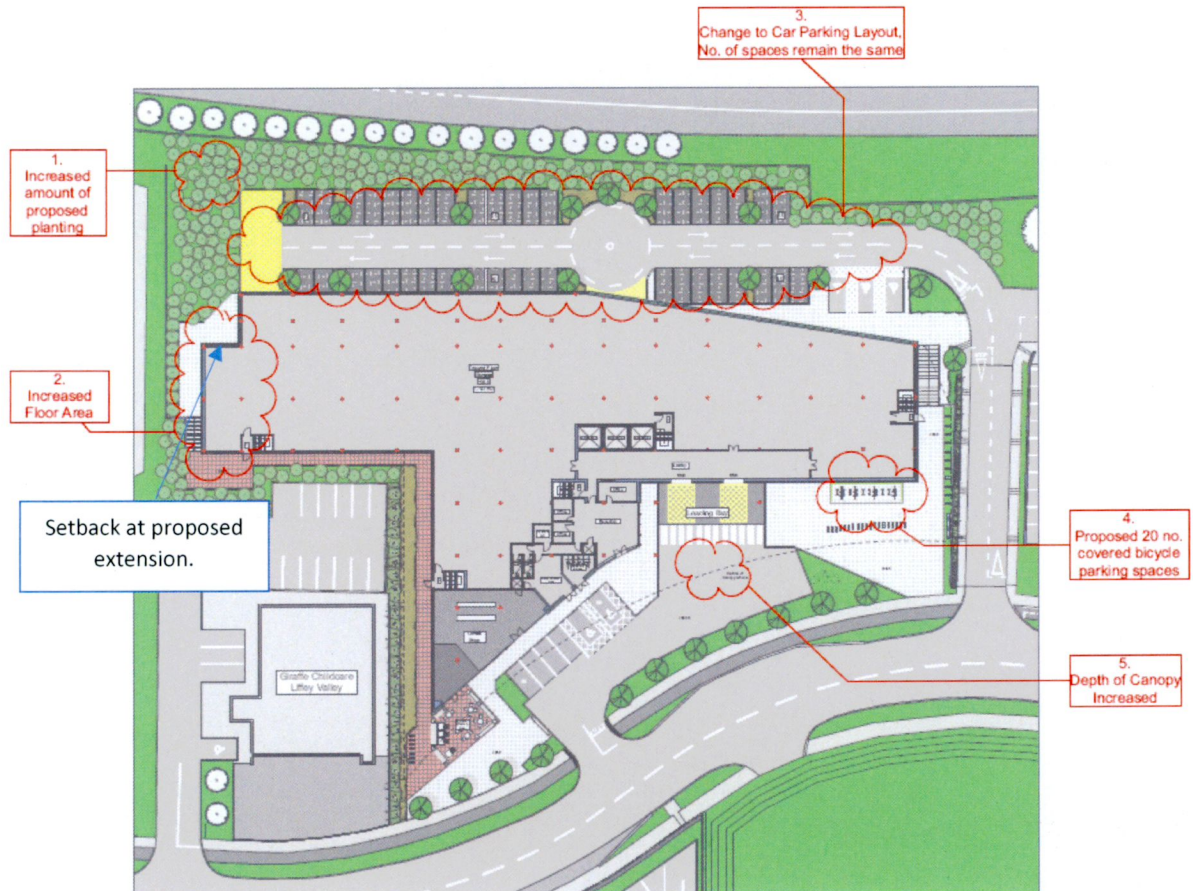 3.
Change to Car Parking Layout,
No. of spaces remain the same
1.
Increased
amount of
proposed
planting
2.
Increased
Floor Area
Setback at proposed
extension.
Loading Bay
4.
Proposed 20 no.
covered bicycle
parking spaces
Giraffe Childcare
Liffey Valley
5.
Depth of Canopy
Increased